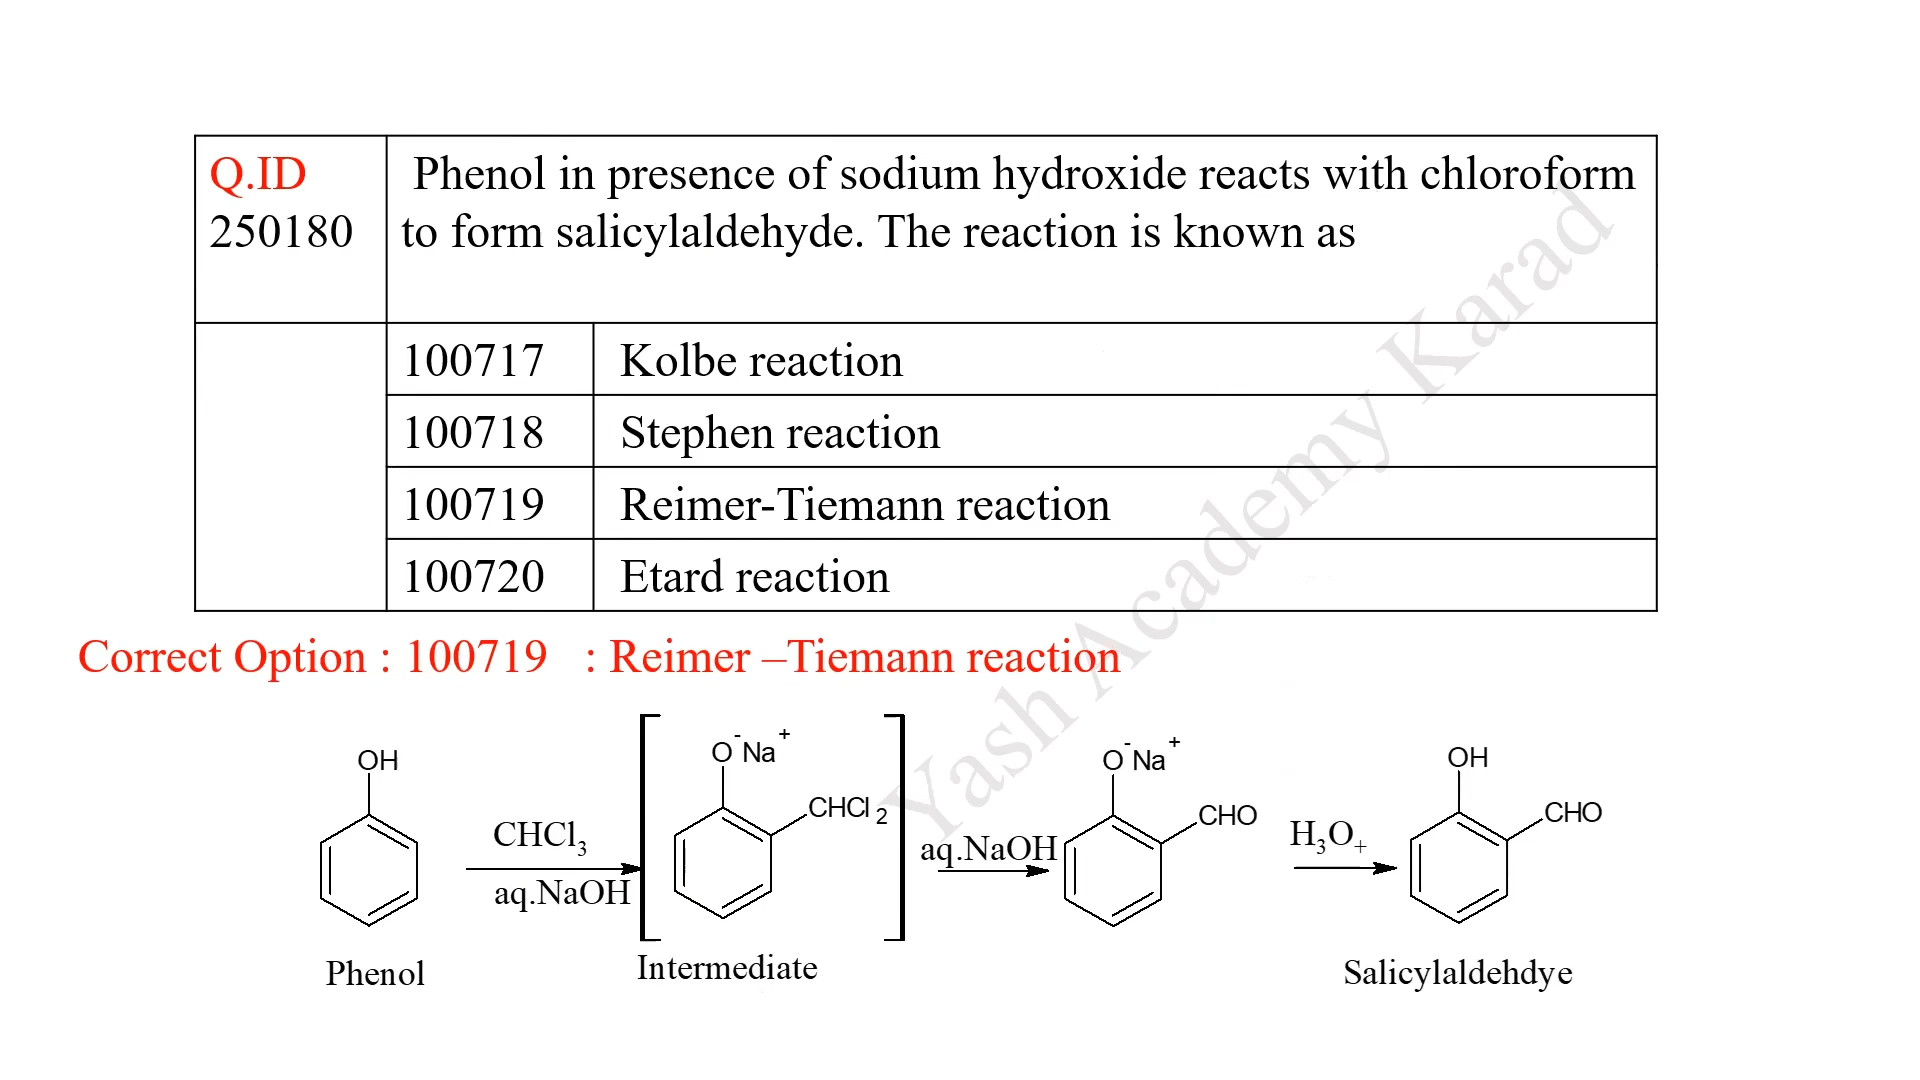 Q.ID
250180
Phenol in presence of sodium hydroxide reacts with chloroform
to form salicylaldehyde. The reaction is known as
100717 Kolbe reaction
100718 Stephen reaction
100719 Reimer-Tiemann reaction
100720 Etard reaction
Correct Option : 100719 : Reimer –Tiemann reaction
OH
CHCl3
aq.NaOH
O-Na+
CHCl2
aq.NaOH
O-Na+
CHO
H3O+
OH
CHO
Phenol
Intermediate
Salicylaldehdye
Yash Academy Karad